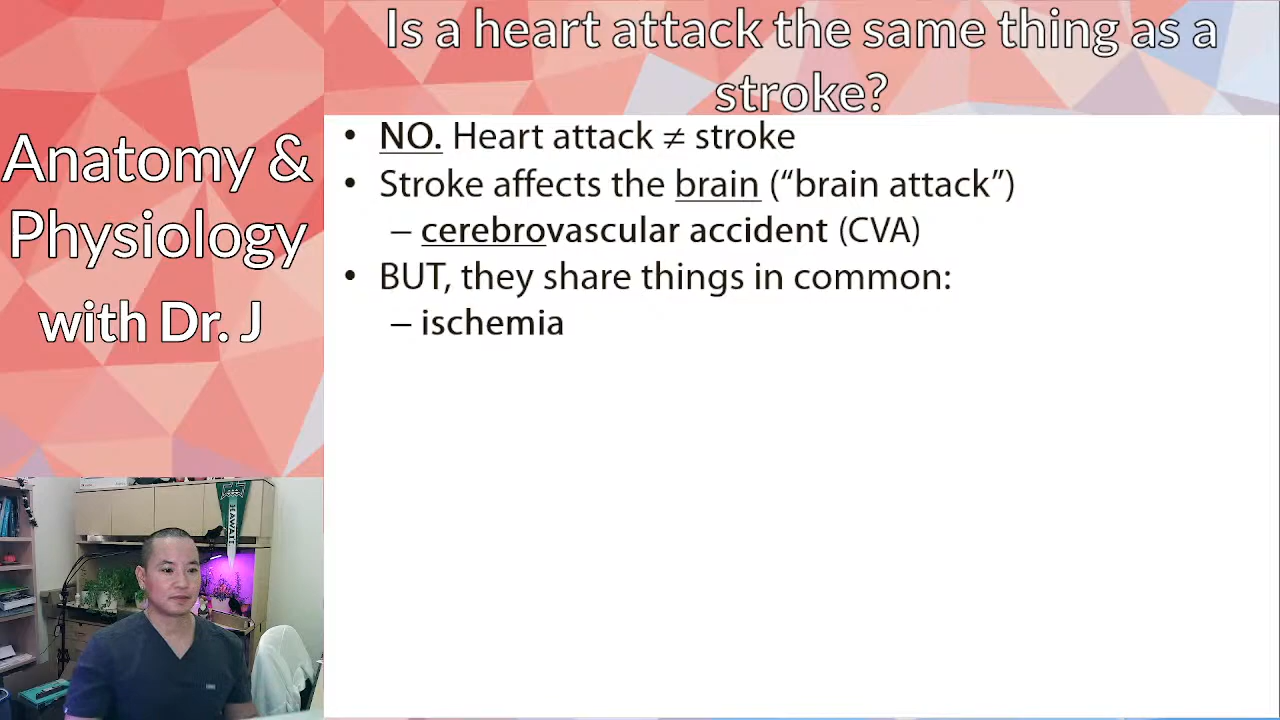 Is a heart attack the same thing as a
stroke?
Anatomy &
Physiology
with Dr. J
• NO. Heart attack ≠ stroke
• Stroke affects the brain (“brain attack”)
– cerebrovascular accident (CVA)
• BUT, they share things in common:
– ischemia
HAWAI'I